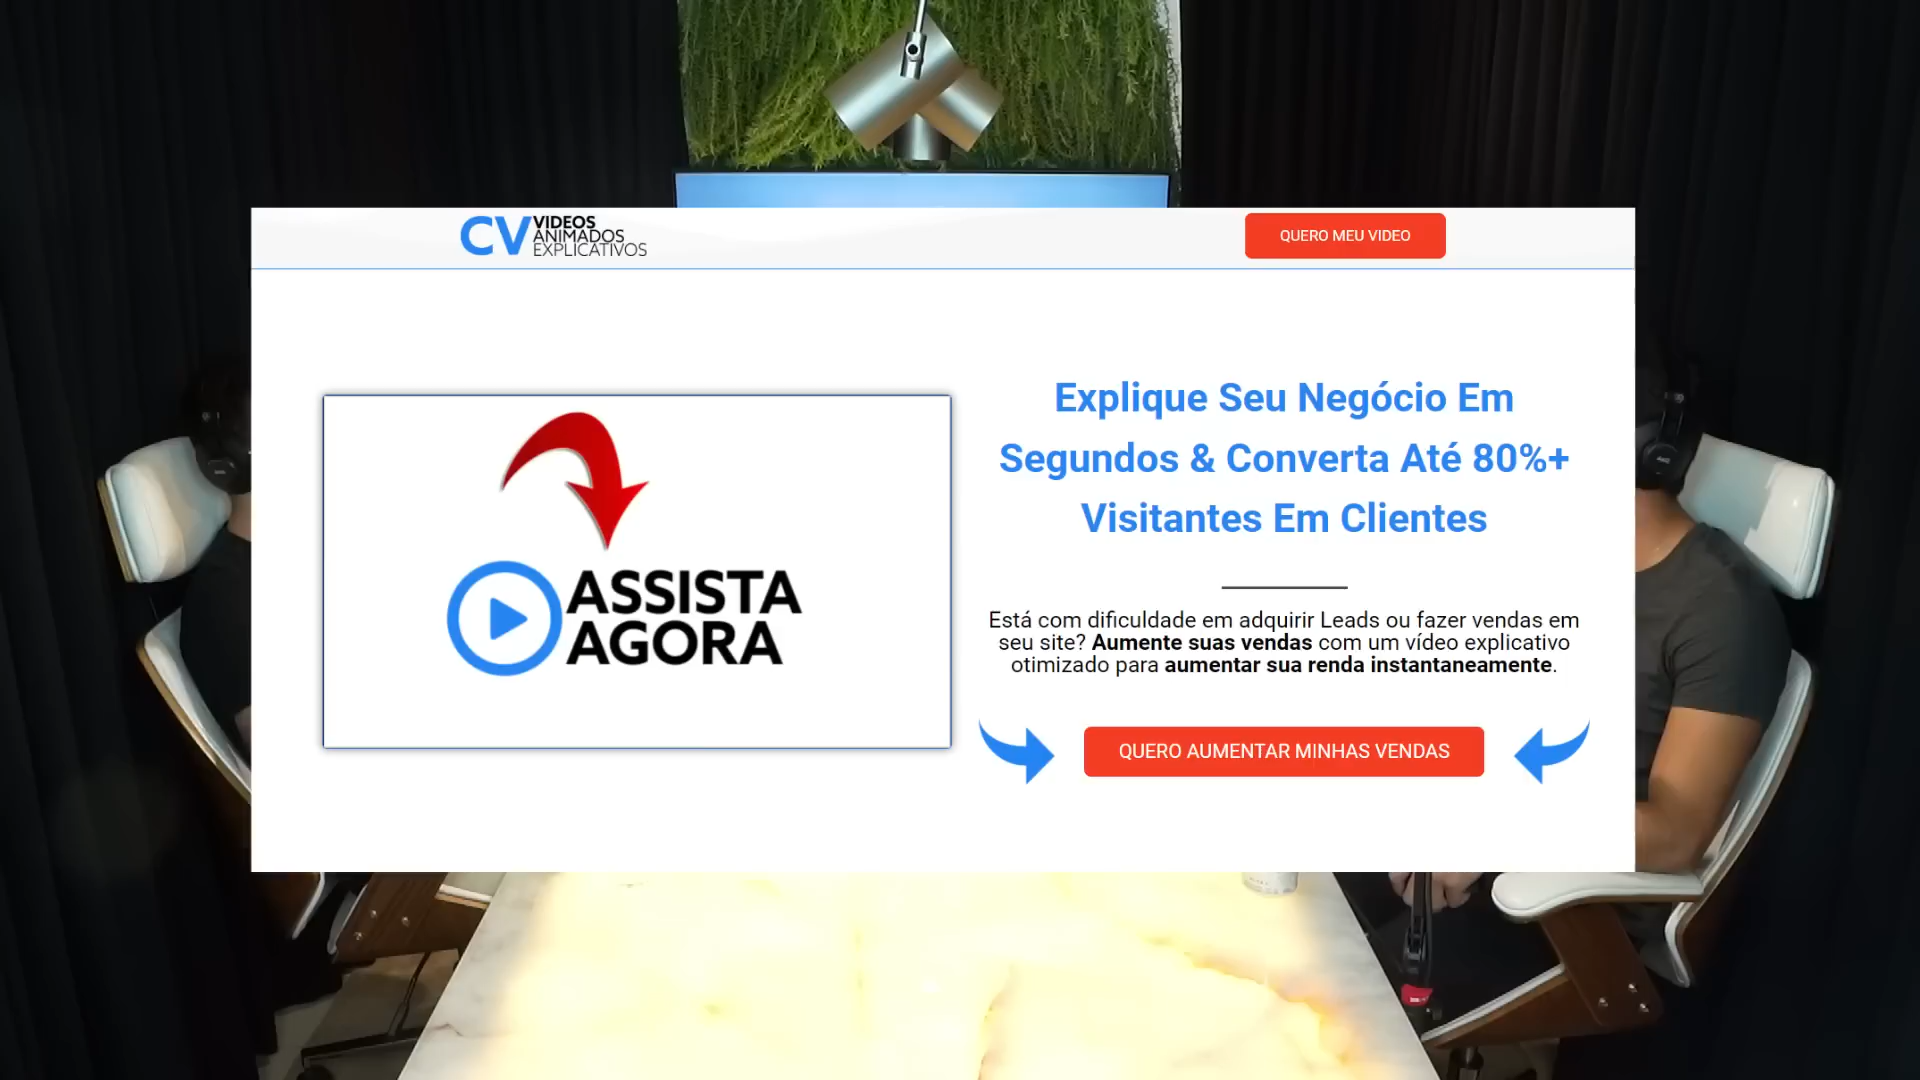 CV VIDEOS
ANIMADOS
EXPLICATIVOS
QUERO MEU VIDEO
ASSISTA
AGORA
Explique Seu Negócio Em
Segundos & Converta Até 80%+
Visitantes Em Clientes
Está com dificuldade em adquirir Leads ou fazer vendas em
seu site? Aumente suas vendas com um vídeo explicativo
otimizado para aumentar sua renda instantaneamente.
QUERO AUMENTAR MINHAS VENDAS